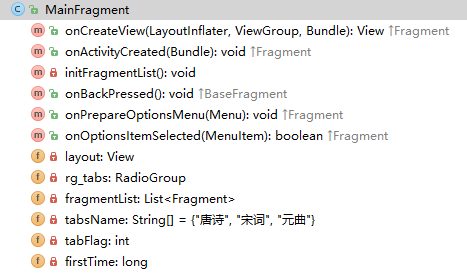 MainFragment
onCreateView(LayoutInflater, ViewGroup, Bundle): View ↑Fragment
onActivityCreated(Bundle): void ↑Fragment
initFragmentList(): void
onBackPressed(): void ↑BaseFragment
onPrepareOptionsMenu(Menu): void ↑Fragment
onOptionsItemSelected(MenuItem): boolean ↑Fragment
layout: View
rg_tabs: RadioGroup
fragmentList: List<Fragment>
tabsName: String[] = {"唐诗", "宋词", "元曲"}
tabFlag: int
firstTime: long